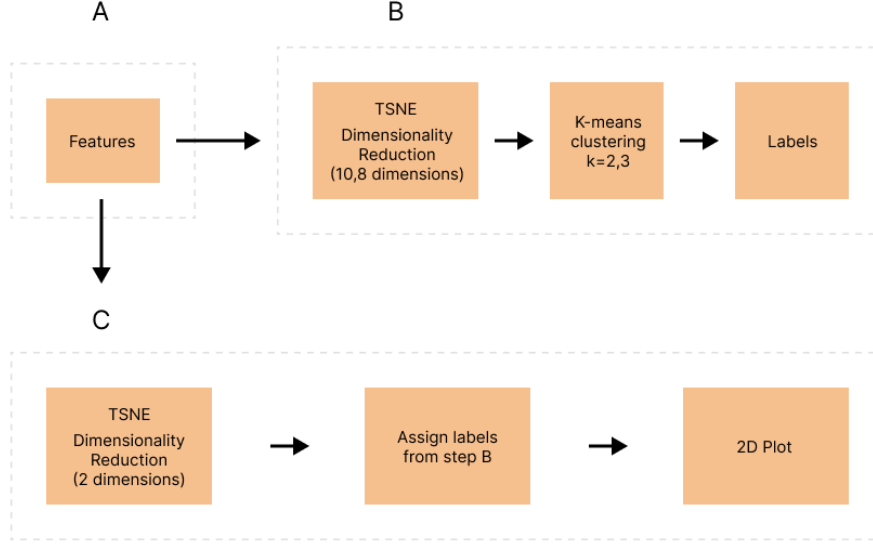 A
B
Features
TSNE
Dimensionality
Reduction
(10,8 dimensions)
K-means
clustering
k=2,3
Labels
C
TSNE
Dimensionality
Reduction
(2 dimensions)
Assign labels
from step B
2D Plot